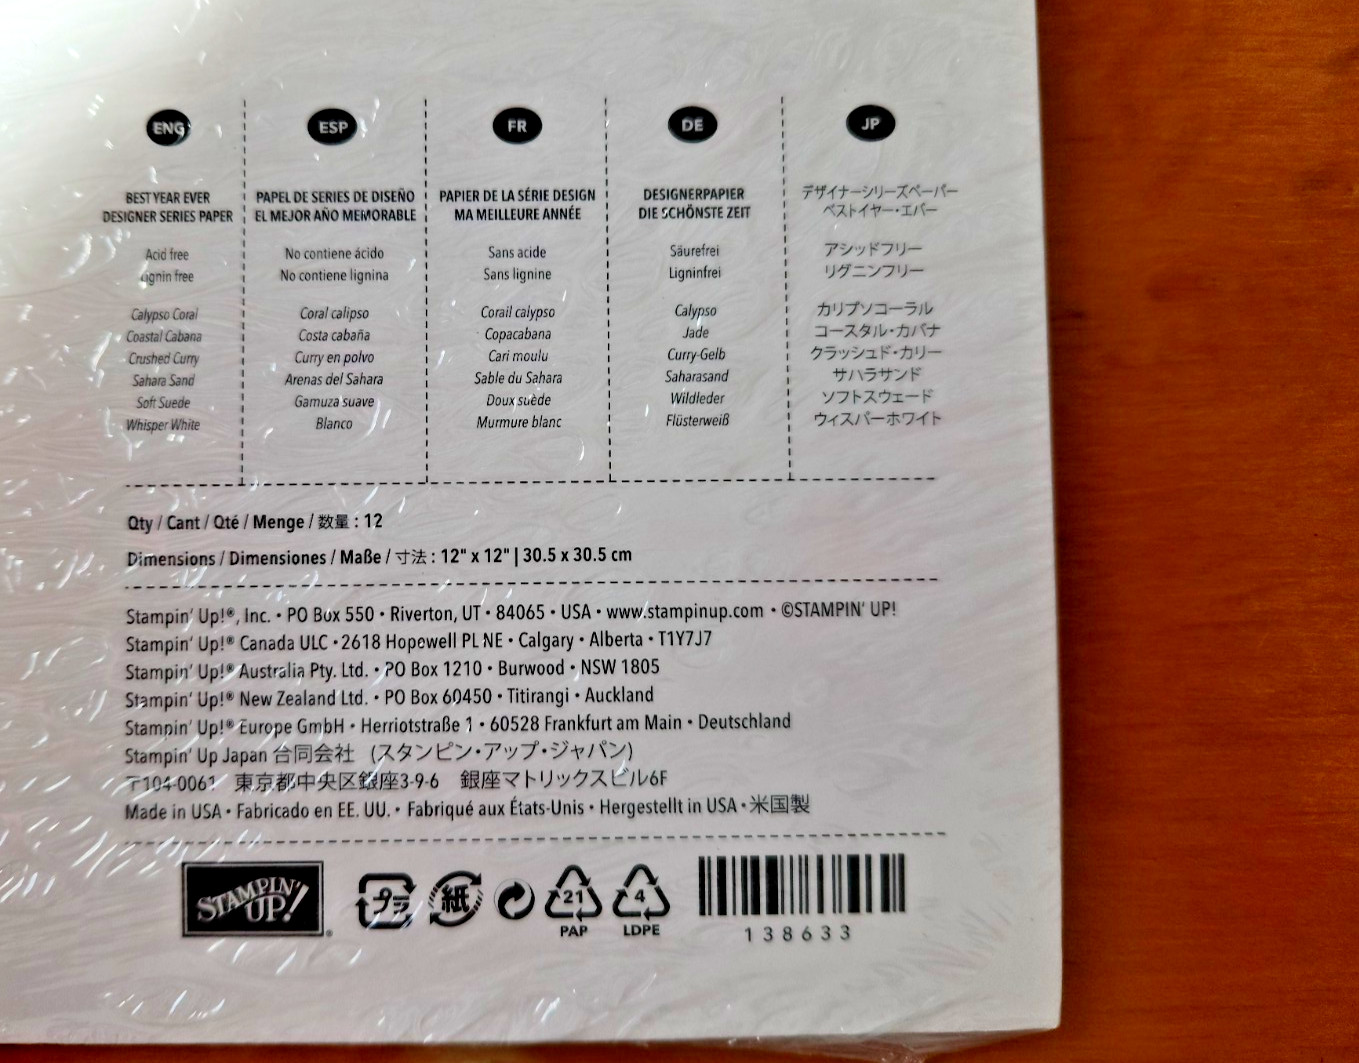 ENG
BEST YEAR EVER
DESIGNER SERIES PAPER
Acid free
Lignin free
Calypso Coral
Coastal Cabana
Crushed Curry
Sahara Sand
Soft Suede
Whisper White
ESP
PAPEL DE SERIES DE DISEÑO
EL MEJOR AÑO MEMORABLE
No contiene ácido
No contiene lignina
Coral calipso
Costa cabaña
Curry en polvo
Arenas del Sahara
Gamuza suave
Blanco
FR
PAPIER DE LA SÉRIE DESIGN
MA MEILLEURE ANNÉE
Sans acide
Sans lignine
Corail calypso
Copacabana
Cari moulu
Sable du Sahara
Doux suède
Murmure blanc
DE
DESIGNERPAPIER
DIE SCHÖNSTE ZEIT
Säurefrei
Ligninfrei
Calypso
Jade
Curry-Gelb
Saharasand
Wildleder
Flüsterweiß
JP
デザイナーシリーズペーパー
ベストイヤー・エバー
アシッドフリー
リグニンフリー
カリプソコーラル
コースタル・カバナ
クラッシュド・カリー
サハラサンド
ソフトスウェード
ウィスパーホワイト
Qty / Cant / Qté / Menge / 数量 : 12
Dimensions / Dimensiones / Maße / 寸法 : 12" x 12" | 30.5 x 30.5 cm
Stampin' Up!®, Inc. • PO Box 550 • Riverton, UT • 84065 • USA • www.stampinup.com • ©STAMPIN' UP!
Stampin' Up!® Canada ULC • 2618 Hopewell PL NE • Calgary • Alberta • T1Y7J7
Stampin' Up!® Australia Pty. Ltd. • PO Box 1210 • Burwood • NSW 1805
Stampin' Up!® New Zealand Ltd. • PO Box 60450 • Titirangi • Auckland
Stampin' Up!® Europe GmbH • Herriotstraße 1 • 60528 Frankfurt am Main • Deutschland
Stampin' Up Japan 合同会社 (スタンピン・アップ・ジャパン)
〒104-0061 東京都中央区銀座3-9-6 銀座マトリックスビル6F
Made in USA • Fabricado en EE. UU. • Fabriqué aux États-Unis • Hergestellt in USA • 米国製
STAMPIN' UP!®
プラ
紙
21
PAP
4
LDPE
138633